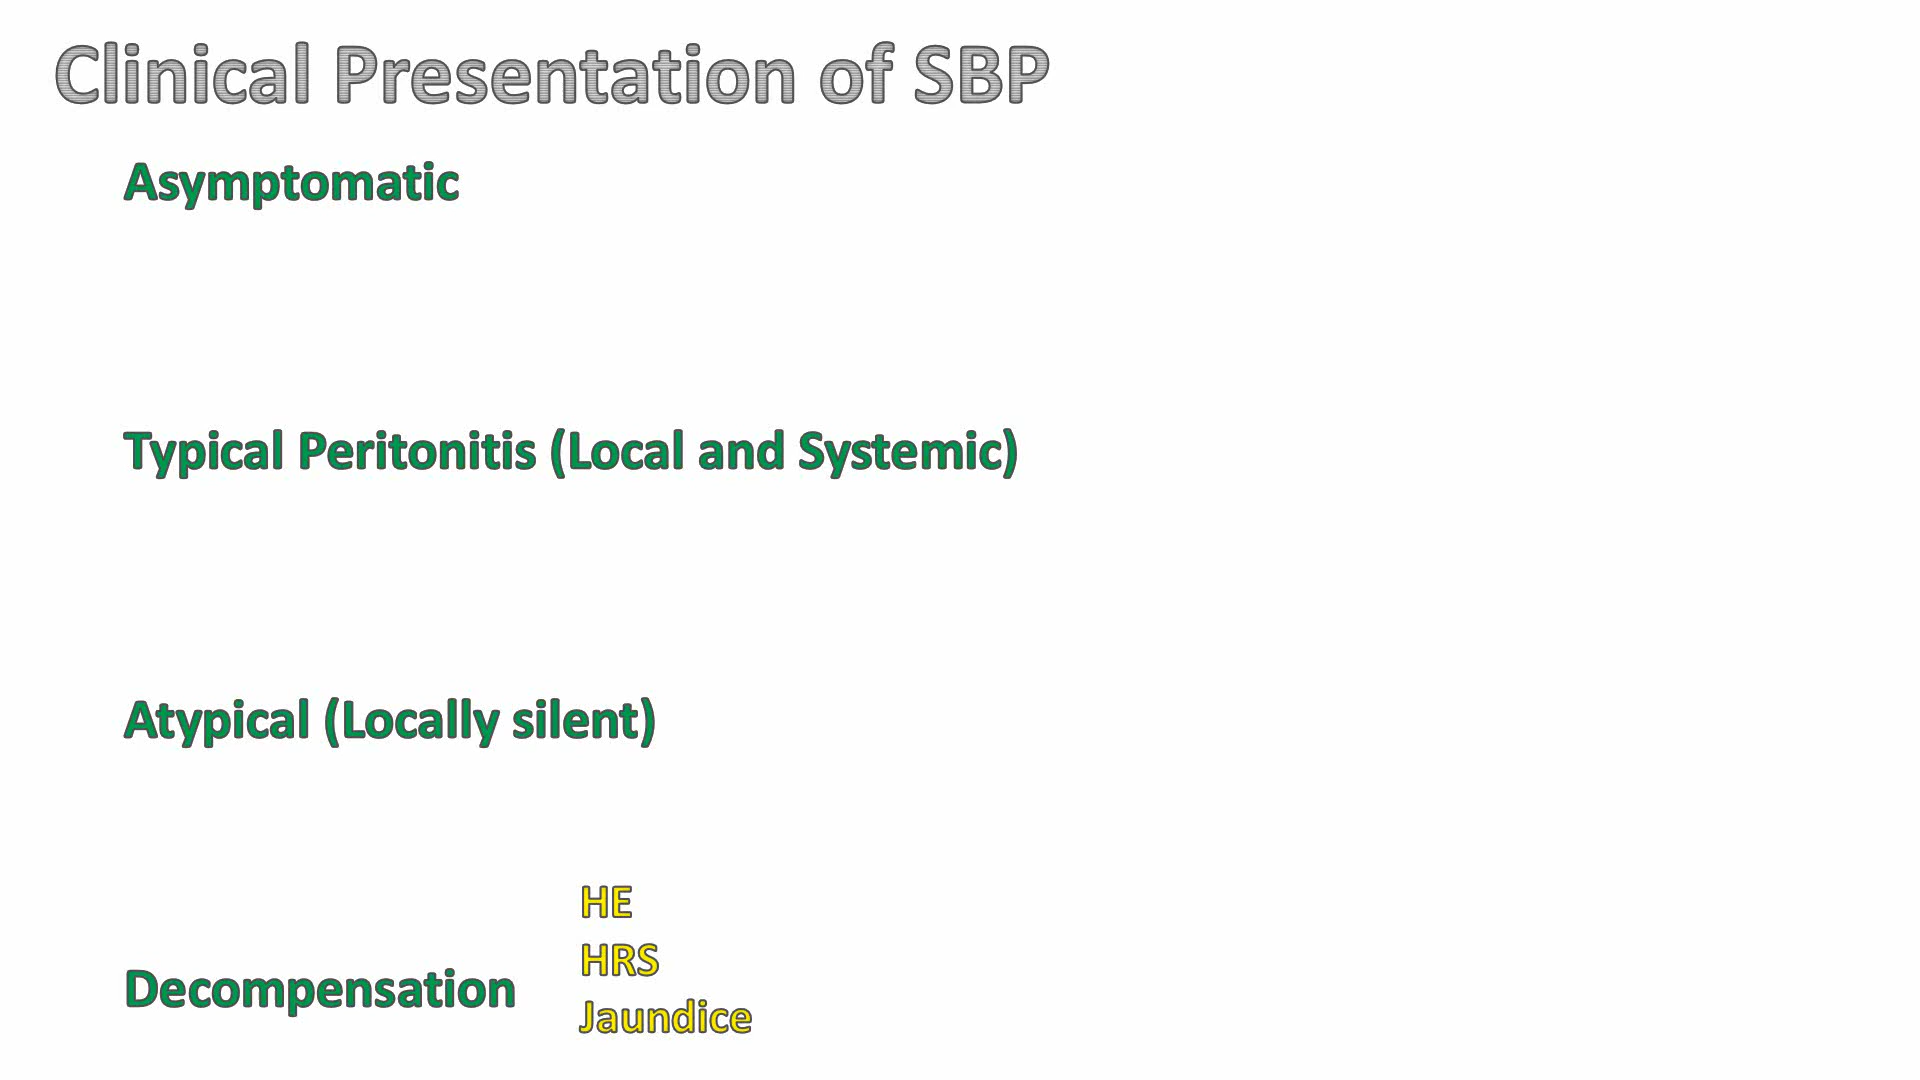 Clinical Presentation of SBP
Asymptomatic
Typical Peritonitis (Local and Systemic)
Atypical (Locally silent)
Decompensation
HE
HRS
Jaundice